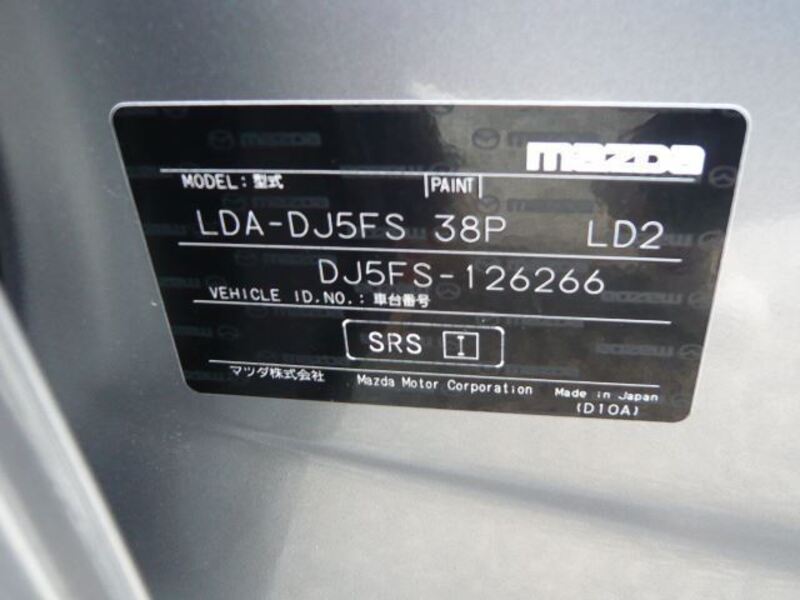 mazda
MODEL: 型式 PAINT
LDA-DJ5FS 38P LD2
DJ5FS-126266
VEHICLE ID.NO.: 車台番号
SRS I
マツダ株式会社 Mazda Motor Corporation Made in Japan
(D10A)